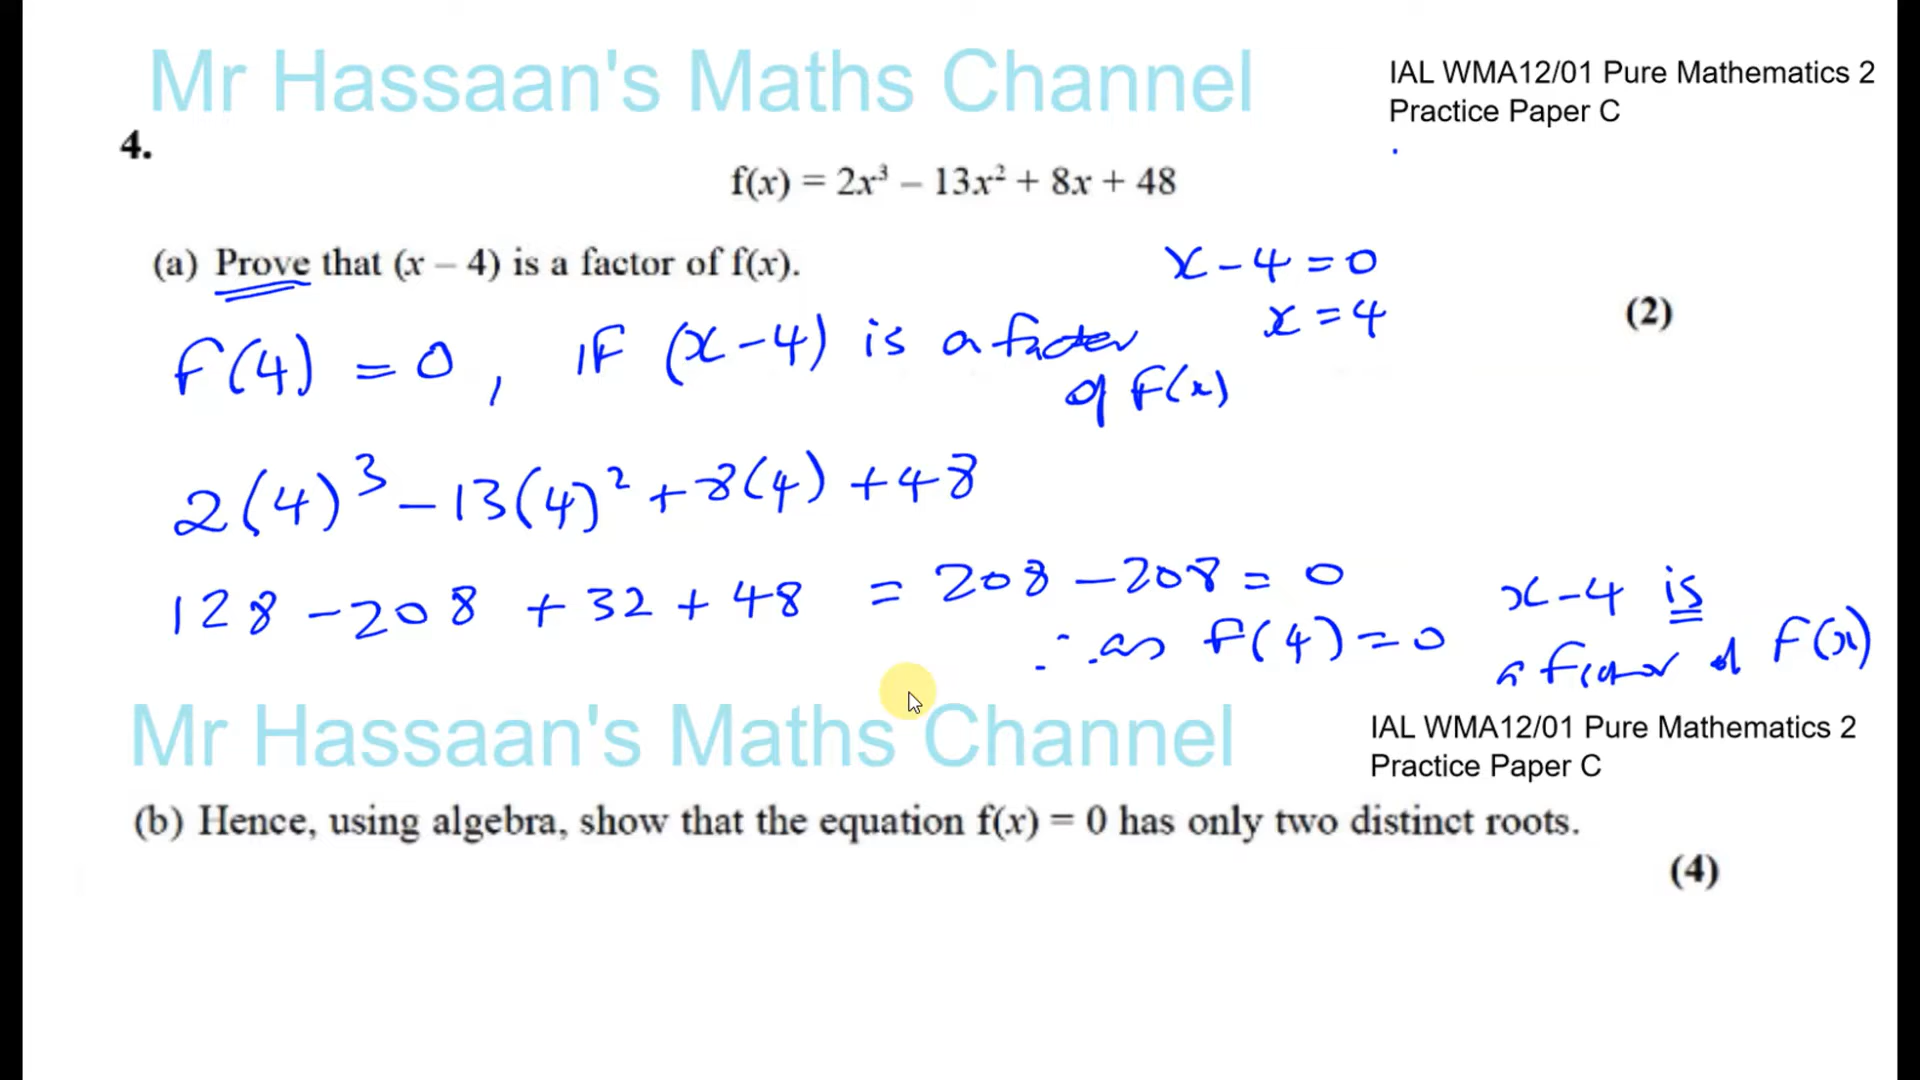 Mr Hassaan's Maths Channel
IAL WMA12/01 Pure Mathematics 2
Practice Paper C
4.
f(x) = 2x³ – 13x² + 8x + 48
(a) Prove that (x – 4) is a factor of f(x).
x – 4 = 0
x = 4
(2)
f(4) = 0, if (x – 4) is a factor
of f(x)
2(4)³ – 13(4)² + 8(4) + 48
128 – 208 + 32 + 48 = 208 – 208 = 0
∴ as f(4) = 0 x – 4 is
a factor of f(x)
Mr Hassaan's Maths Channel
IAL WMA12/01 Pure Mathematics 2
Practice Paper C
(b) Hence, using algebra, show that the equation f(x) = 0 has only two distinct roots.
(4)